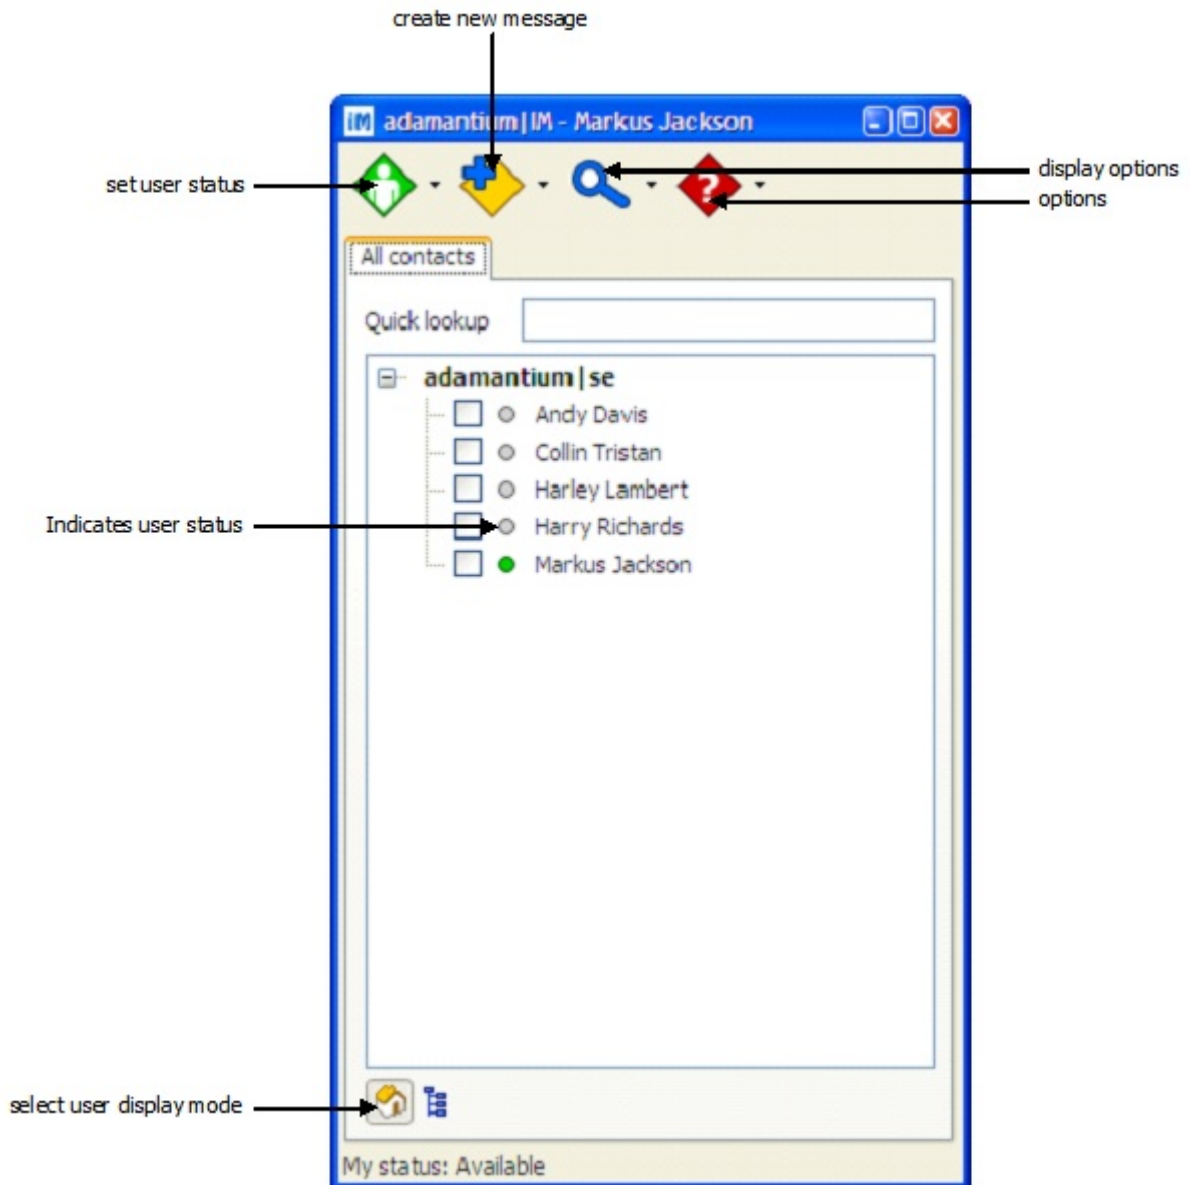 create new message
iM adamantium|IM - Markus Jackson
set user status
?
display options
options
All contacts
Quick lookup
adamantium|se
Andy Davis
Collin Tristan
Harley Lambert
Indicates user status
Harry Richards
Markus Jackson
select user display mode
My status: Available